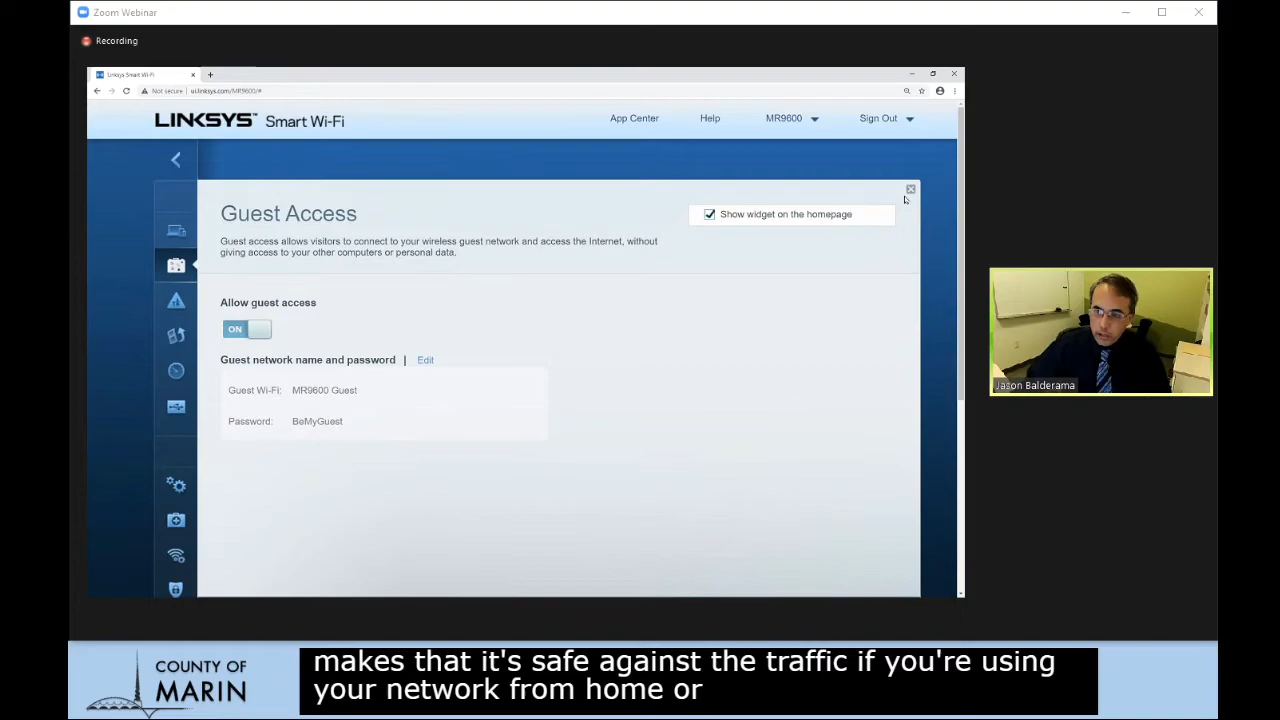 Zoom Webinar
Recording
Linksys Smart Wi-Fi
Not secure | ui.linksys.com/MR9600/#
LINKSYS™ Smart Wi-Fi
App Center
Help
MR9600
Sign Out
Guest Access
Show widget on the homepage
Guest access allows visitors to connect to your wireless guest network and access the Internet, without
giving access to your other computers or personal data.
Allow guest access
ON
Guest network name and password | Edit
Guest Wi-Fi: MR9600 Guest
Password: BeMyGuest
Jason Balderama
COUNTY OF
MARIN
makes that it's safe against the traffic if you're using
your network from home or